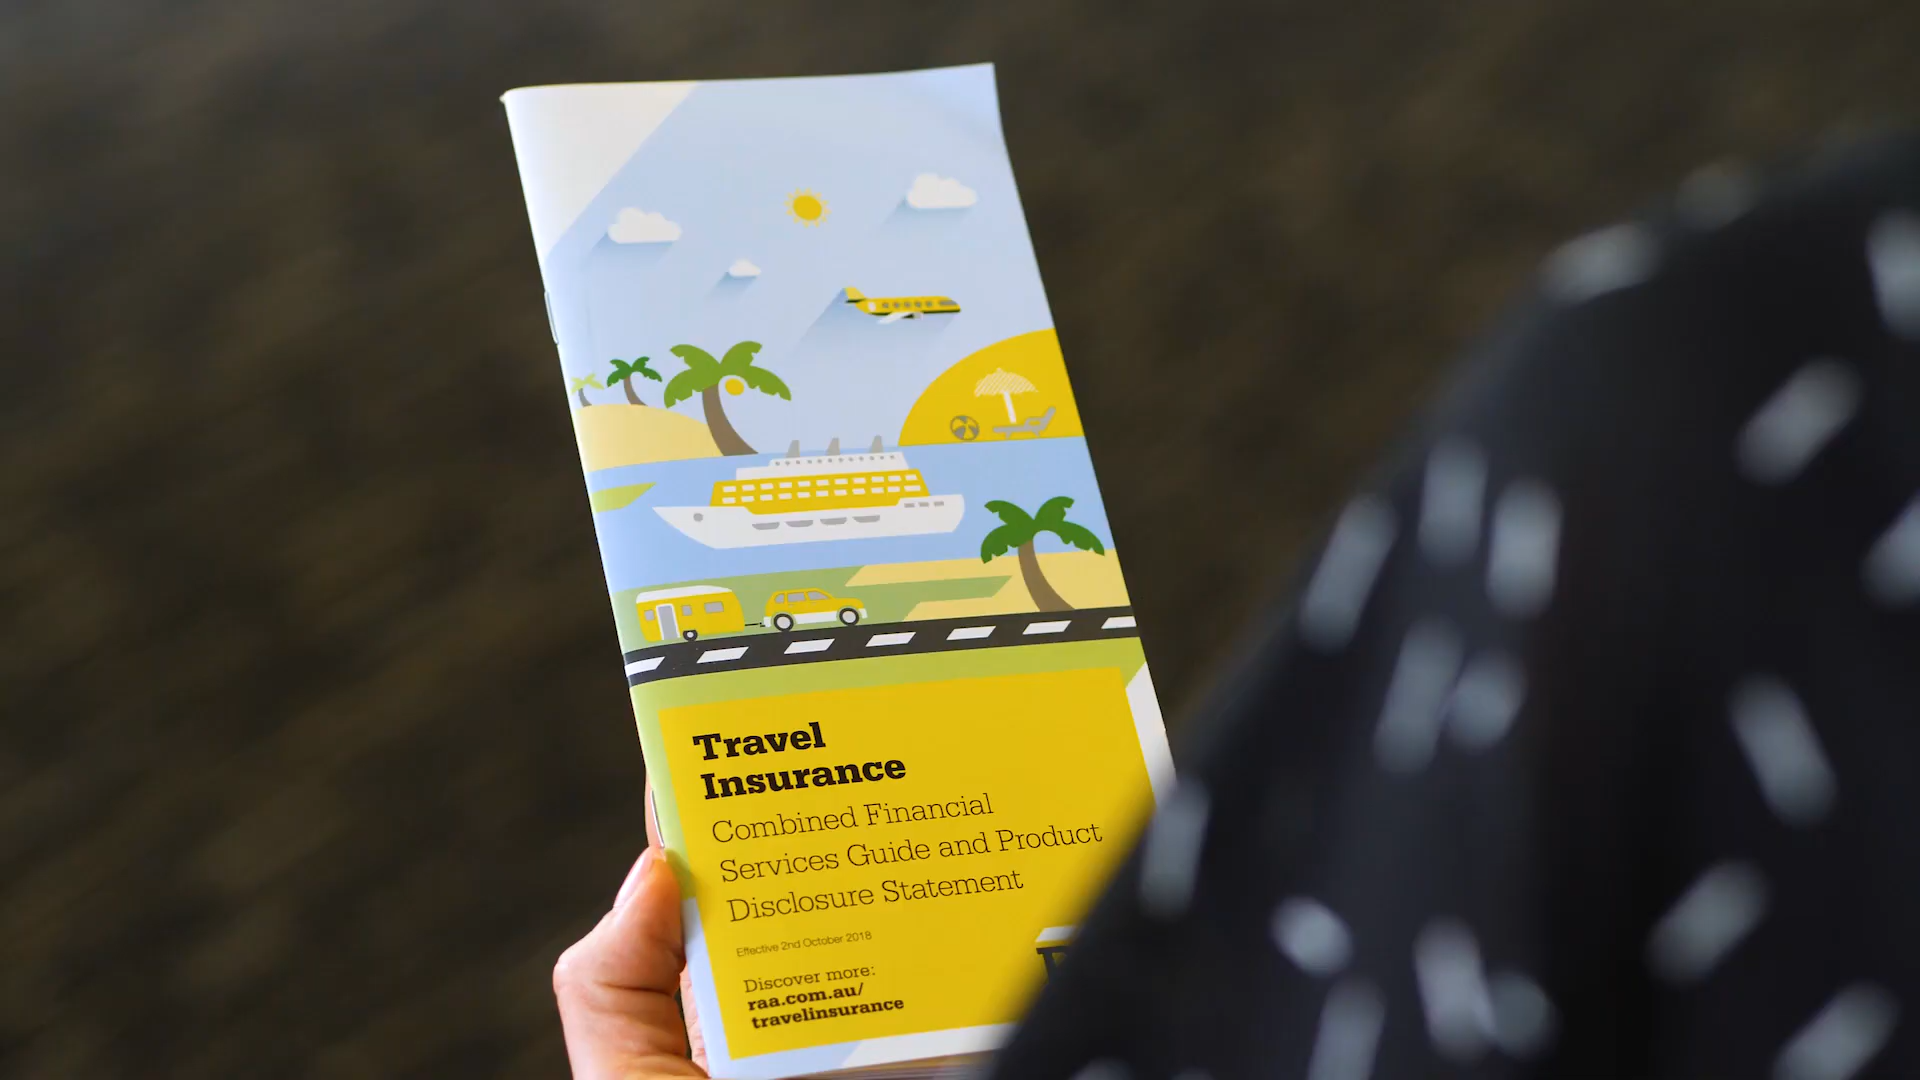 Travel
Insurance
Combined Financial
Services Guide and Product
Disclosure Statement
Effective 2nd October 2018
Discover more:
raa.com.au/
travelinsurance